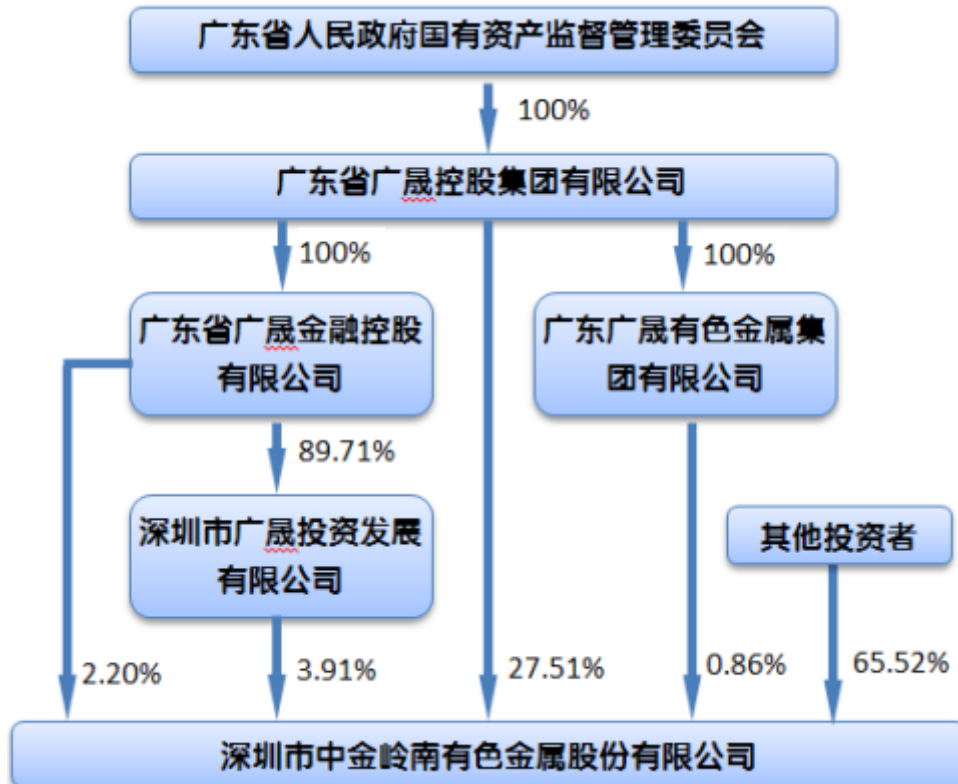 广东省人民政府国有资产监督管理委员会
100%
广东省广晟控股集团有限公司
100%
100%
广东省广晟金融控股
有限公司
广东广晟有色金属集
团有限公司
89.71%
深圳市广晟投资发展
有限公司
其他投资者
2.20%
3.91%
27.51%
0.86%
65.52%
深圳市中金岭南有色金属股份有限公司